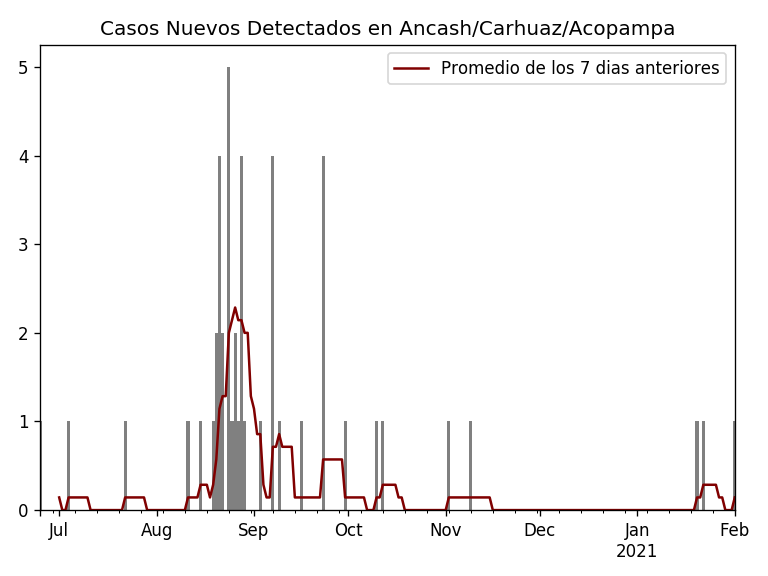 Casos Nuevos Detectados en Ancash/Carhuaz/Acopampa
Promedio de los 7 dias anteriores
5
4
3
2
1
0
Jul Aug Sep Oct Nov Dec Jan Feb
2021